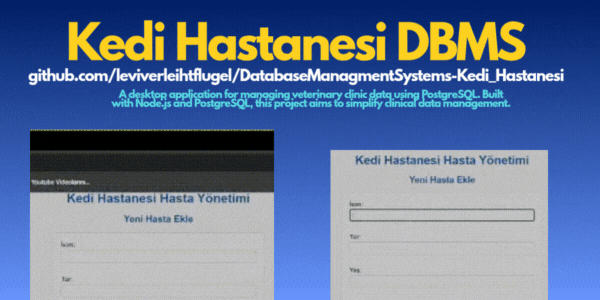 Kedi Hastanesi DBMS
github.com/leviverleihtflugel/DatabaseManagmentSystems-Kedi_Hastanesi
A desktop application for managing veterinary clinic data using PostgreSQL. Built
with Node.js and PostgreSQL, this project aims to simplify clinical data management.
Youtube Videolarını...
Kedi Hastanesi Hasta Yönetimi
Yeni Hasta Ekle
İsim:
Tür:
Kedi Hastanesi Hasta Yönetimi
Yeni Hasta Ekle
İsim:
Tür:
Yaş: